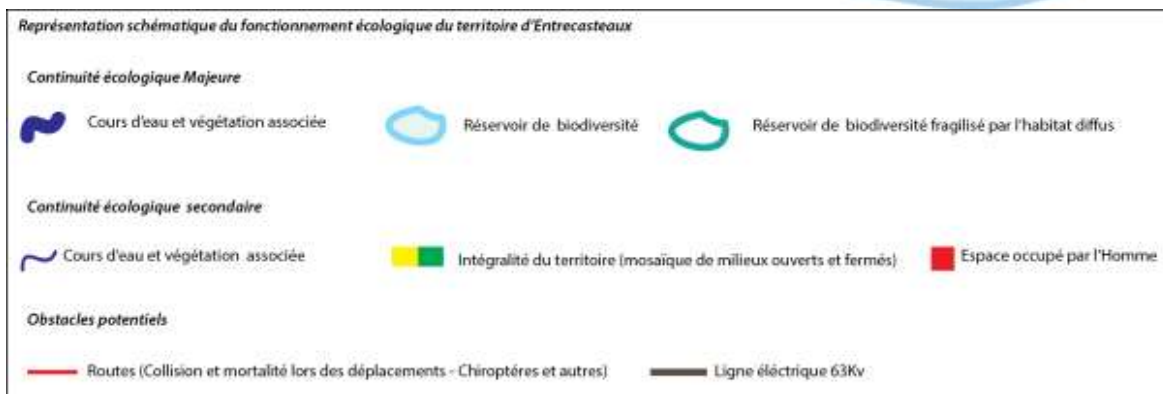 Représentation schématique du fonctionnement écologique du territoire d'Entrecasteaux
Continuité écologique Majeure
Cours d'eau et végétation associée
Réservoir de biodiversité
Réservoir de biodiversité fragilisé par l'habitat diffus
Continuité écologique secondaire
Cours d'eau et végétation associée
Intégralité du territoire (mosaïque de milieux ouverts et fermés)
Espace occupé par l'Homme
Obstacles potentiels
Routes (Collision et mortalité lors des déplacements - Chiroptéres et autres)
Ligne éléctrique 63Kv